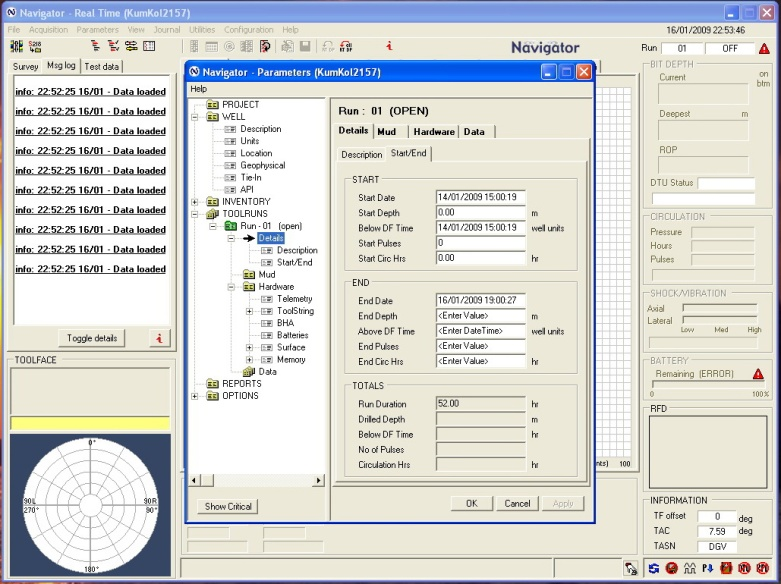 Navigator - Real Time (KumKol2157)
File Acquisition Parameters View Journal Utilities Configuration Help
16/01/2009 22:53:46
Navigator
Run 01 OFF
Survey Msg log Test data
info: 22:52:25 16/01 - Data loaded
info: 22:52:25 16/01 - Data loaded
info: 22:52:25 16/01 - Data loaded
info: 22:52:25 16/01 - Data loaded
info: 22:52:25 16/01 - Data loaded
info: 22:52:25 16/01 - Data loaded
info: 22:52:25 16/01 - Data loaded
info: 22:52:25 16/01 - Data loaded
info: 22:52:25 16/01 - Data loaded
info: 22:52:25 16/01 - Data loaded
Toggle details
TOOLFACE
0°
90L
270°
90R
90°
180°
Navigator - Parameters (KumKol2157)
Help
PROJECT
WELL
Description
Units
Location
Geophysical
Tie-In
API
INVENTORY
TOOLRUNS
Run - 01 (open)
Details
Description
Start/End
Mud
Hardware
Telemetry
ToolString
BHA
Batteries
Surface
Memory
Data
REPORTS
OPTIONS
Show Critical
Run : 01 (OPEN)
Details Mud Hardware Data
Description Start/End
START
Start Date 14/01/2009 15:00:19
Start Depth 0.00 m
Below DF Time 14/01/2009 15:00:19 well units
Start Pulses 0
Start Circ Hrs 0.00 hr
END
End Date 16/01/2009 19:00:27
End Depth <Enter Value> m
Above DF Time <Enter DateTime> well units
End Pulses <Enter Value>
End Circ Hrs <Enter Value> hr
TOTALS
Run Duration 52.00 hr
Drilled Depth m
Below DF Time hr
No of Pulses
Circulation Hrs hr
OK Cancel Apply
nts) 100
BIT DEPTH
Current on btm
Deepest m
ROP
DTU Status
CIRCULATION
Pressure
Hours
Pulses
SHOCK/VIBRATION
Axial
Lateral
Low Med High
BATTERY
Remaining (ERROR)
0 100%
RFD
INFORMATION
TF offset 0 deg
TAC 7.59 deg
TASN DGV